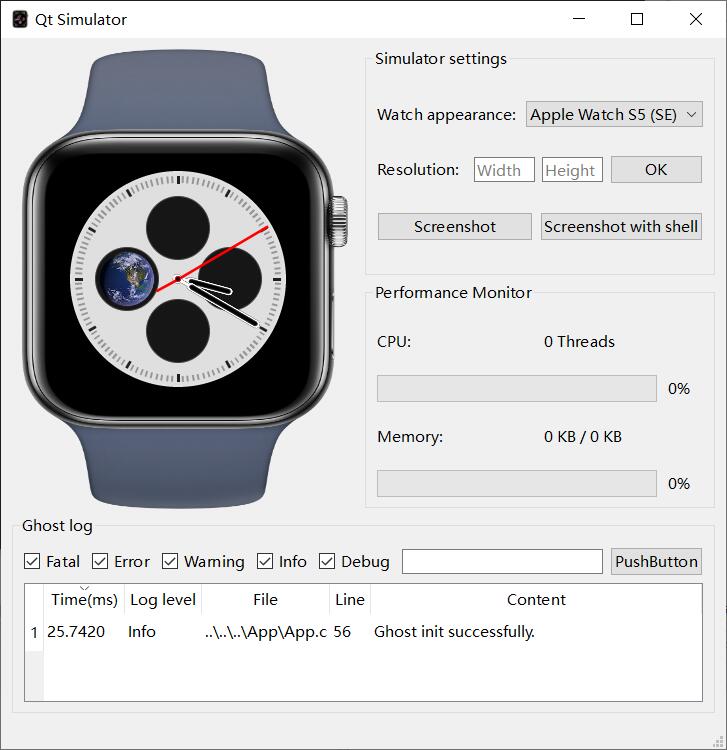 Qt Simulator
Simulator settings
Watch appearance: Apple Watch S5 (SE)
Resolution: Width Height OK
Screenshot Screenshot with shell
Performance Monitor
CPU: 0 Threads
0%
Memory: 0 KB / 0 KB
0%
Ghost log
Fatal Error Warning Info Debug PushButton
Time(ms) Log level File Line Content
1 25.7420 Info ..\..\..\App\App.c 56 Ghost init successfully.